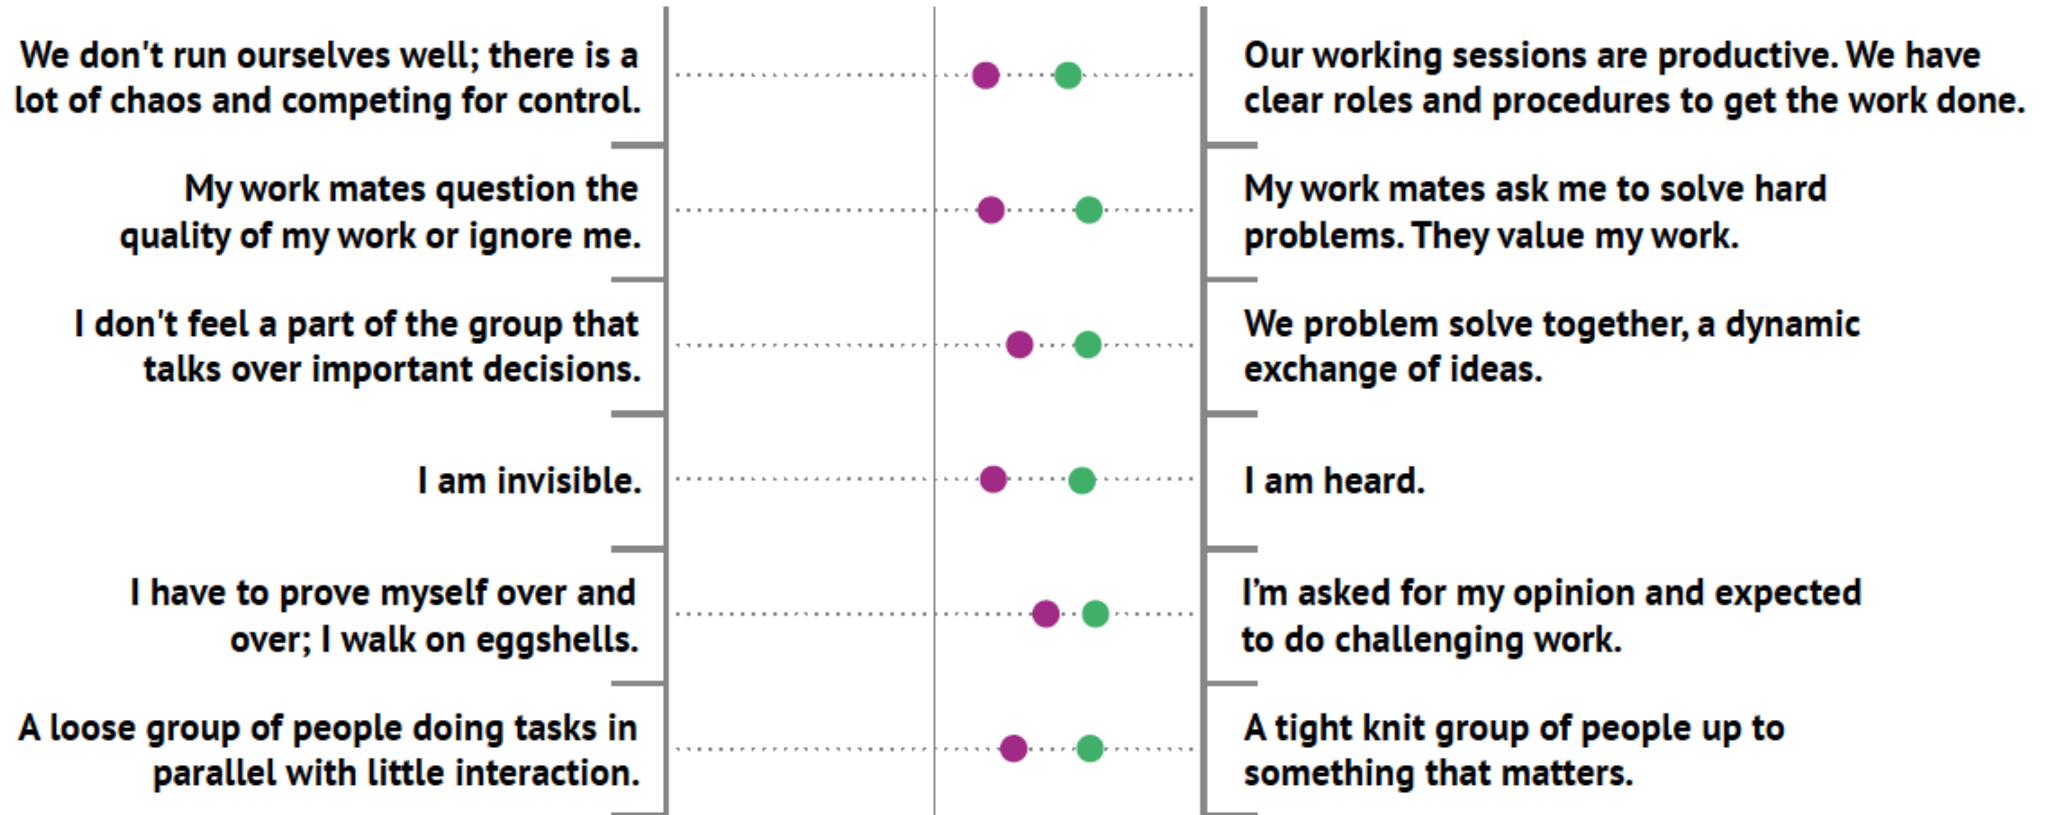 We don't run ourselves well; there is a
lot of chaos and competing for control.
Our working sessions are productive. We have
clear roles and procedures to get the work done.
My work mates question the
quality of my work or ignore me.
My work mates ask me to solve hard
problems. They value my work.
I don't feel a part of the group that
talks over important decisions.
We problem solve together, a dynamic
exchange of ideas.
I am invisible.
I am heard.
I have to prove myself over and
over; I walk on eggshells.
I’m asked for my opinion and expected
to do challenging work.
A loose group of people doing tasks in
parallel with little interaction.
A tight knit group of people up to
something that matters.